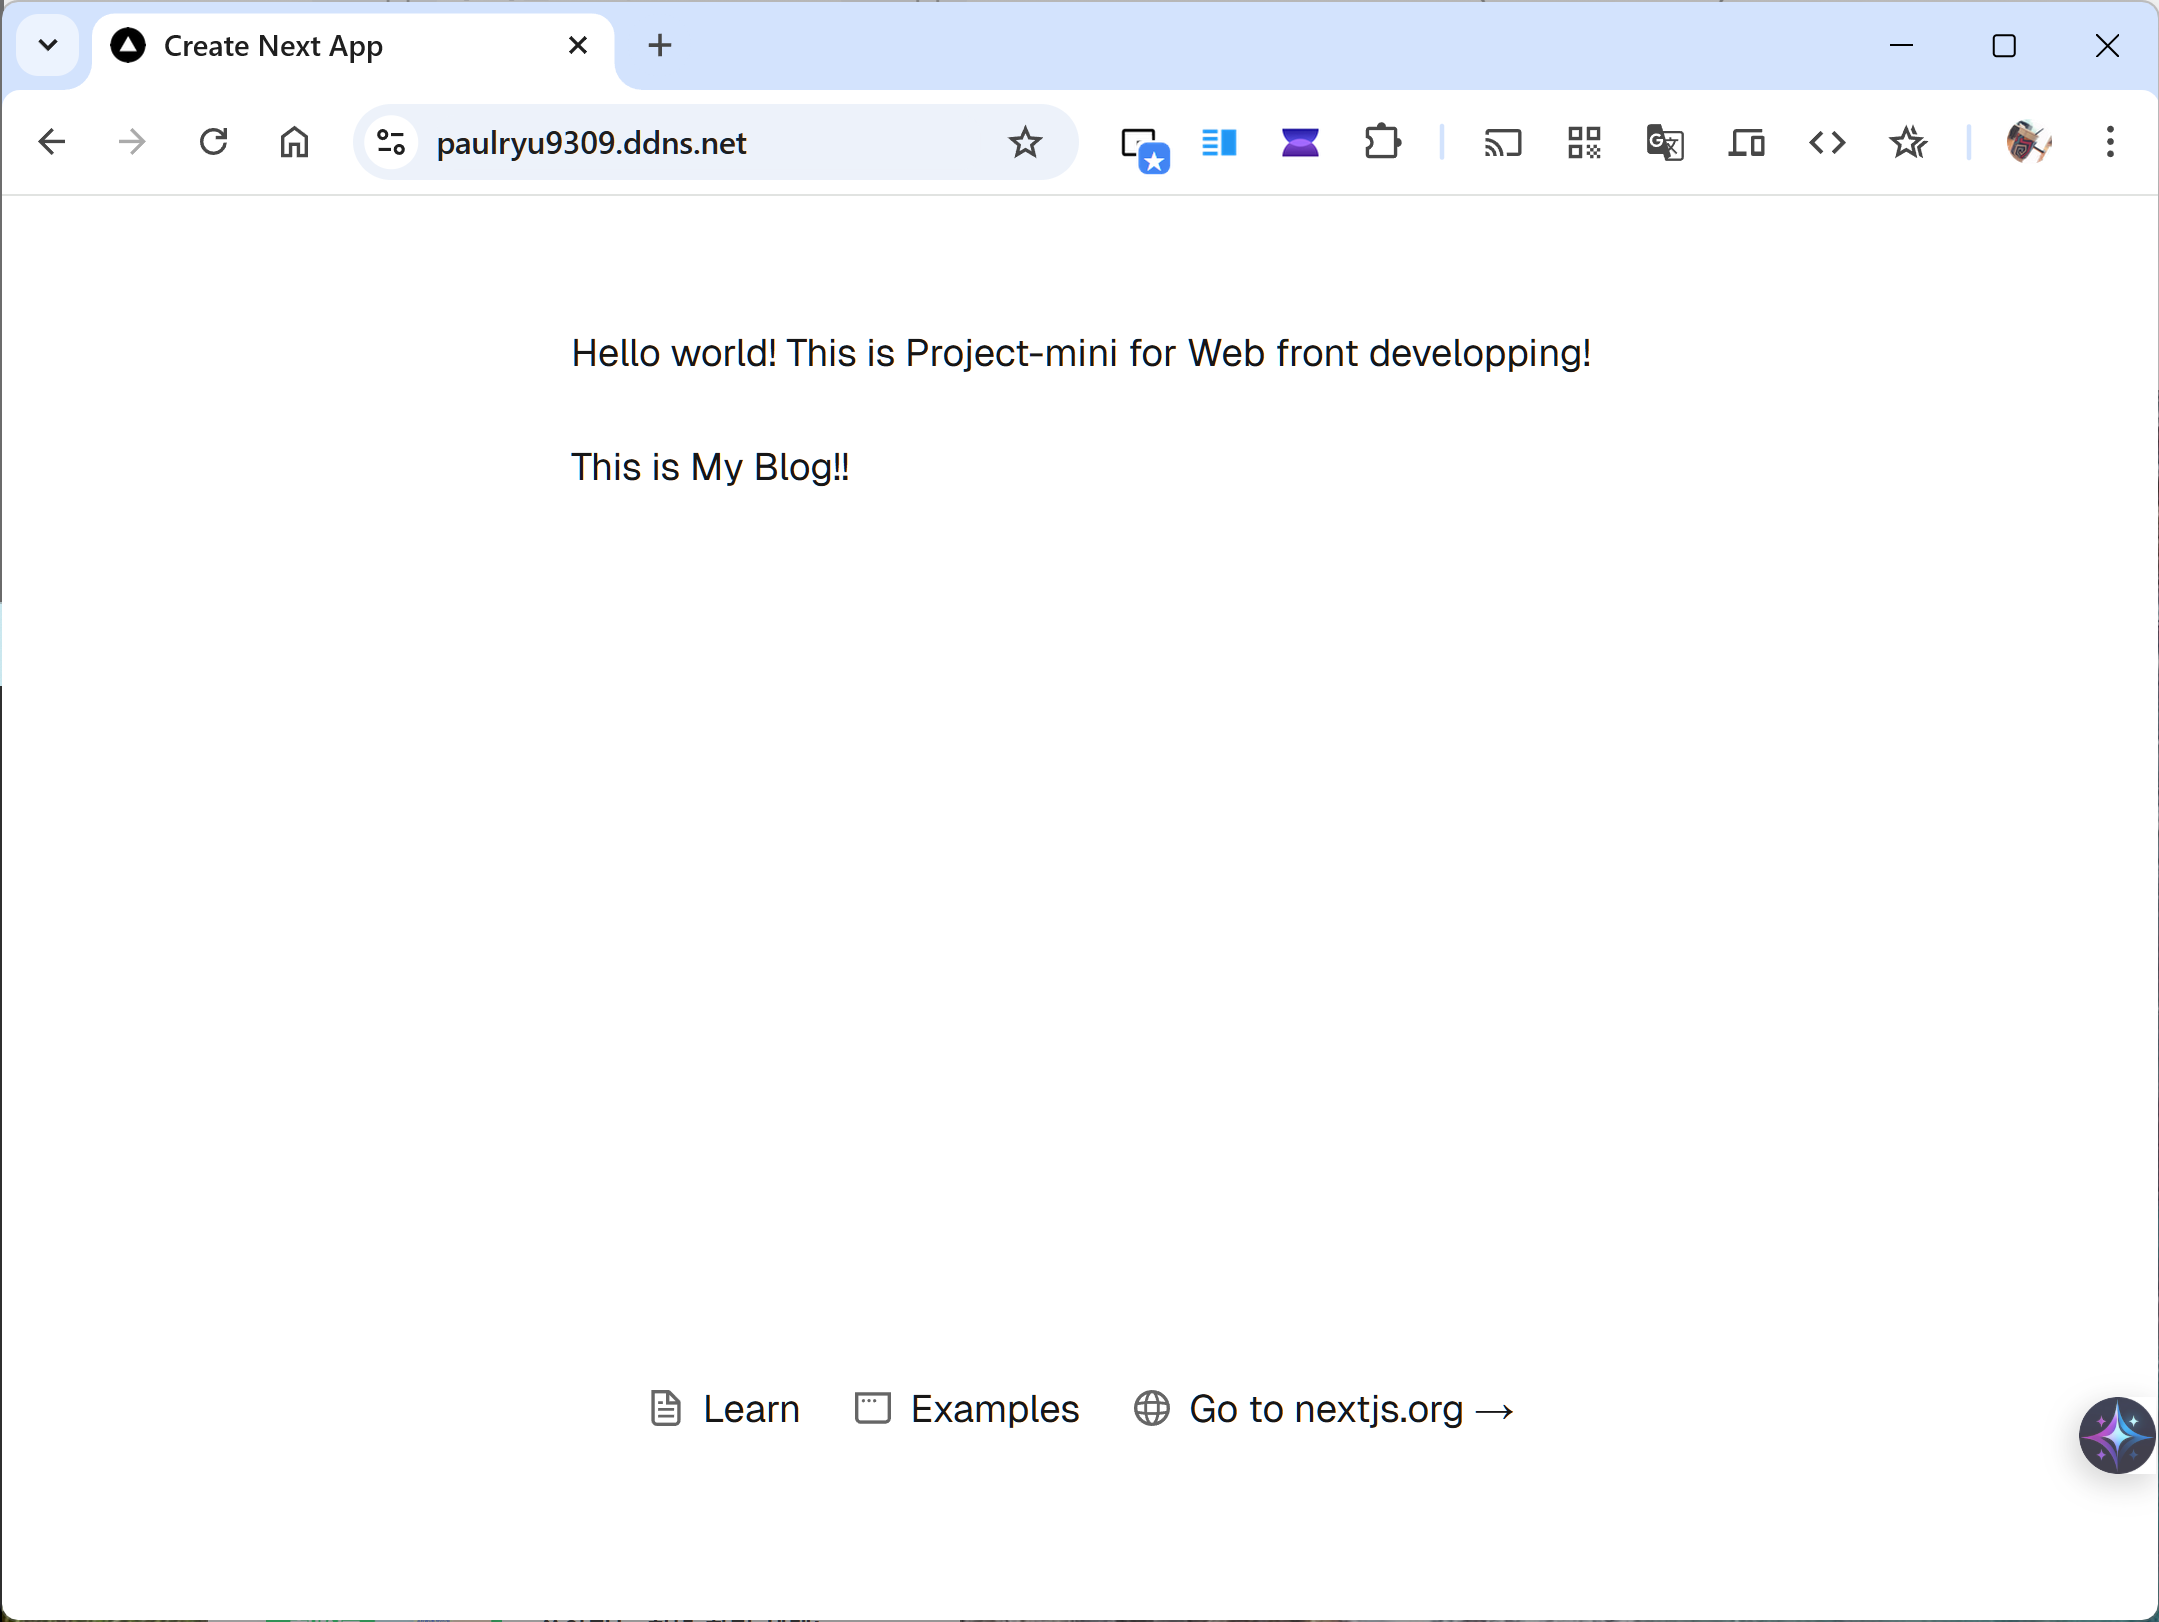 Create Next App
paulryu9309.ddns.net
Hello world! This is Project-mini for Web front developping!
This is My Blog!!
Learn Examples Go to nextjs.org →